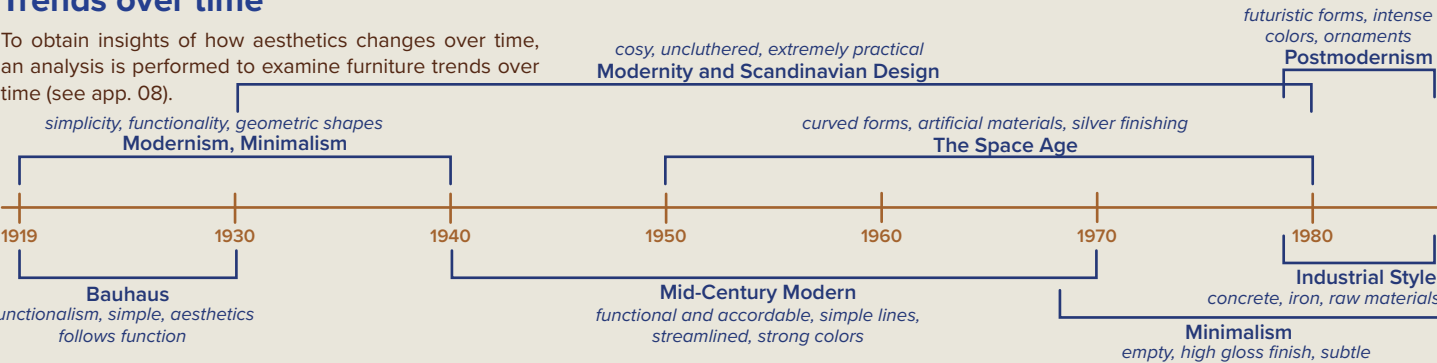 Trends over time
To obtain insights of how aesthetics changes over time,
an analysis is performed to examine furniture trends over
time (see app. 08).
cosy, uncluthered, extremely practical
Modernity and Scandinavian Design
futuristic forms, intense
colors, ornaments
Postmodernism
simplicity, functionality, geometric shapes
Modernism, Minimalism
curved forms, artificial materials, silver finishing
The Space Age
1919 1930 1940 1950 1960 1970 1980
Bauhaus
unctionalism, simple, aesthetics
follows function
Mid-Century Modern
functional and accordable, simple lines,
streamlined, strong colors
Industrial Style
concrete, iron, raw materials
Minimalism
empty, high gloss finish, subtle